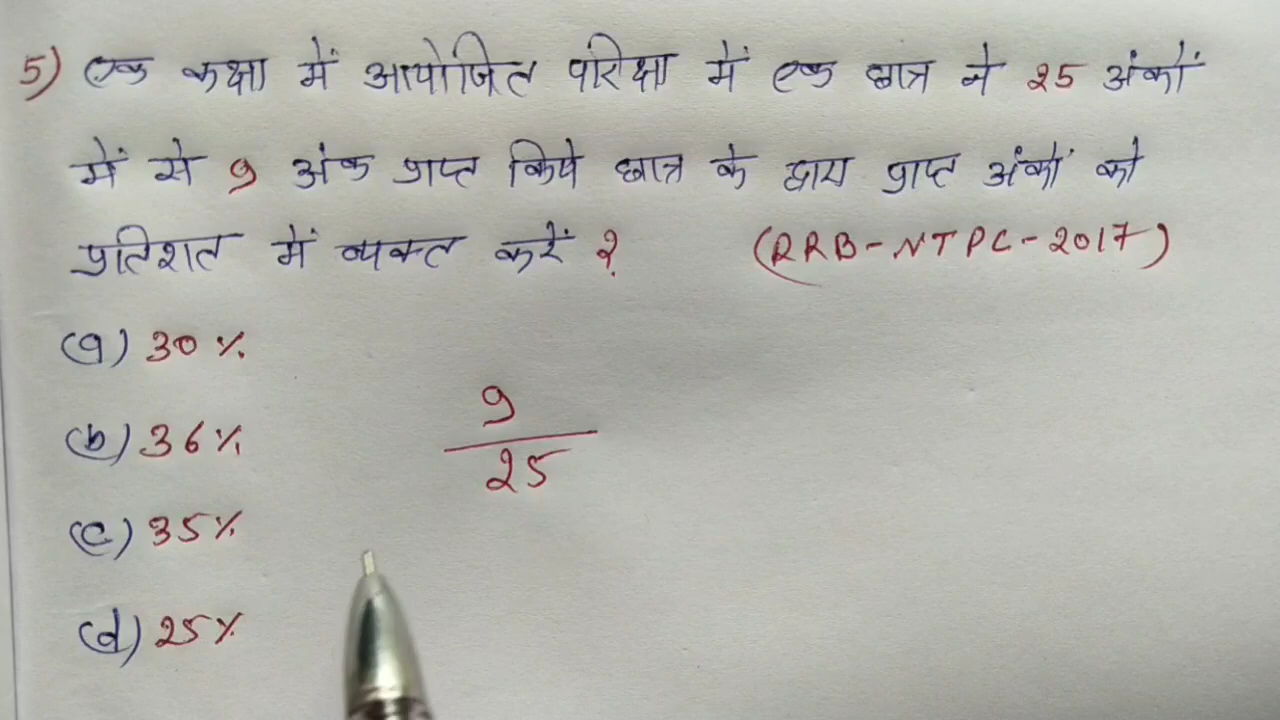 5) एक कक्षा में आयोजित परिक्षा में एक छात्र ने 25 अंकों
में से 9 अंक प्राप्त किये छात्र के द्वारा प्राप्त अंकों को
प्रतिशत में व्यक्त करें ? (RRB-NTPC-2017)
(a) 30%
(b) 36%
(c) 35%
(d) 25%
9
25